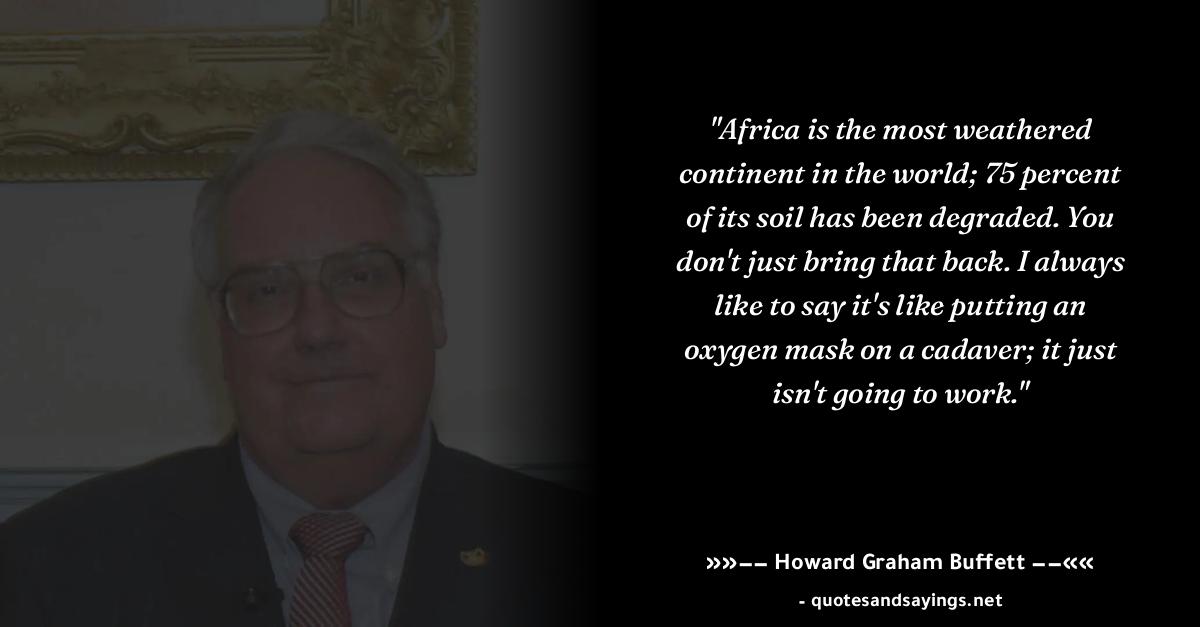 "Africa is the most weathered
continent in the world; 75 percent
of its soil has been degraded. You
don't just bring that back. I always
like to say it's like putting an
oxygen mask on a cadaver; it just
isn't going to work."
»»–– Howard Graham Buffett ––««
- quotesandsayings.net